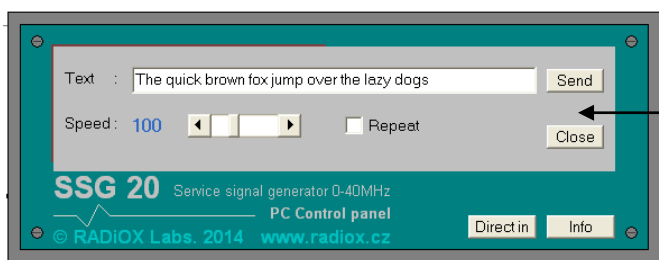 Text : The quick brown fox jump over the lazy dogs Send
Speed : 100 Repeat
Close
SSG 20 Service signal generator 0-40MHz
PC Control panel
Direct in Info
© RADiOX Labs. 2014 www.radiox.cz